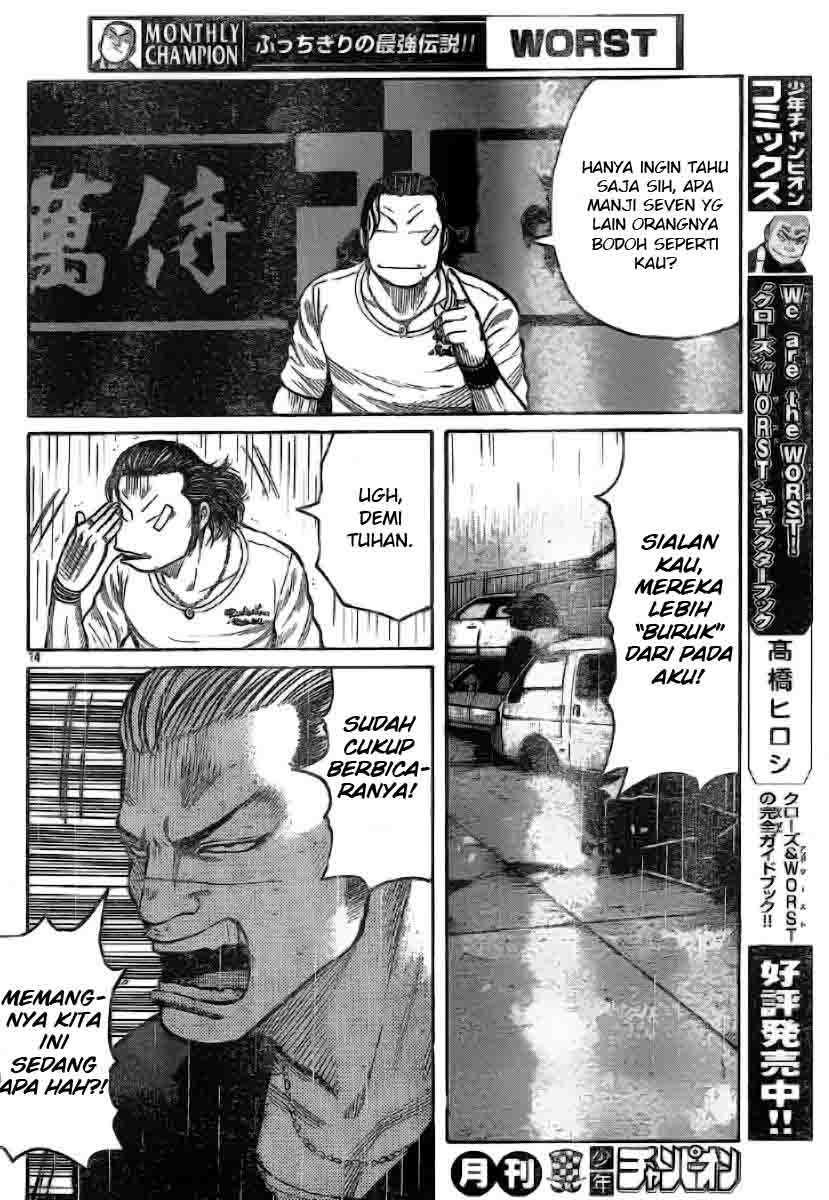 MONTHLY
CHAMPION
ぶっちぎりの最強伝説!!
WORST
HANYA INGIN TAHU
SAJA SIH, APA
MANJI SEVEN YG
LAIN ORANGNYA
BODOH SEPERTI
KAU?
萬侍
SIALAN
KAU,
MEREKA
LEBIH
"BURUK"
DARI PADA
AKU!
UGH,
DEMI
TUHAN.
14
SUDAH
CUKUP
BERBICA-
RANYA!
MEMANG-
NYA KITA
INI
SEDANG
APA HAH?!
少年チャンピオン
コミックス
We are the WORST!!
"クローズ""WORST"キャラクターブック
髙橋ヒロシ
クローズ&WORST
の完全ガイドブック!!
好評発売中!!
月刊少年チャンピオン